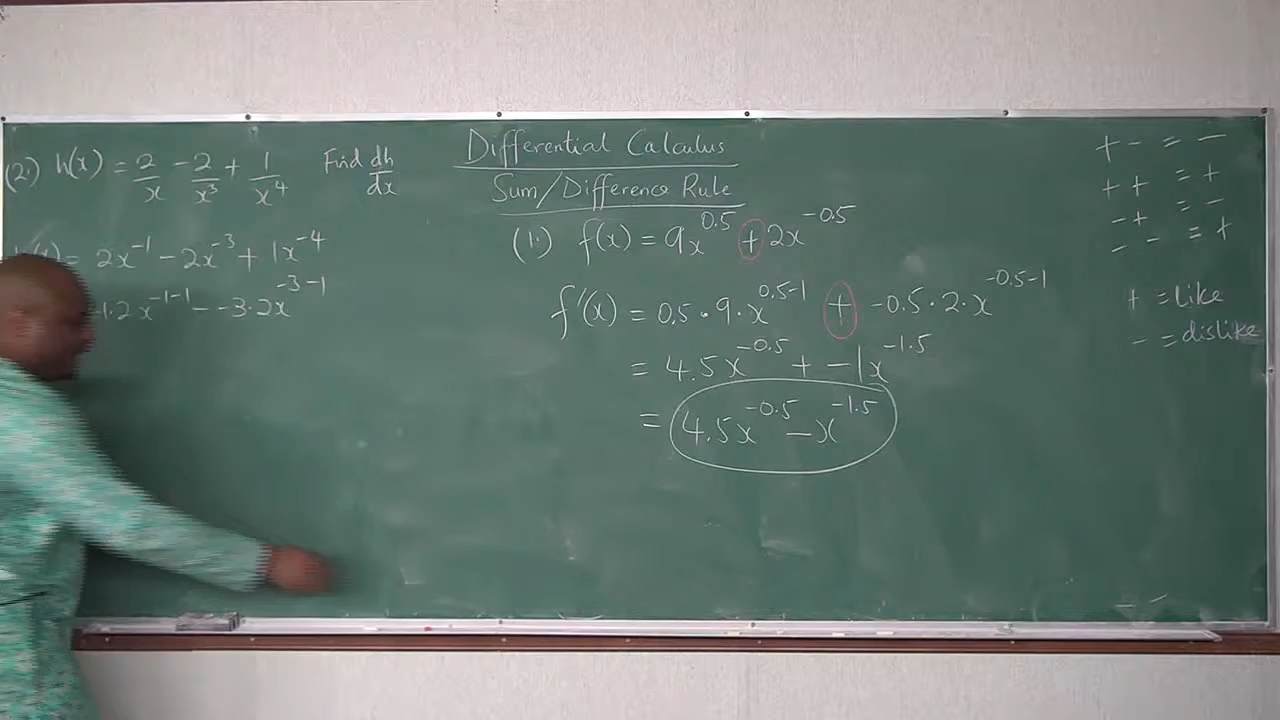 Differential Calculus
Sum/Difference Rule
(1.) f(x) = 9x^0.5 + 2x^-0.5
f'(x) = 0.5 · 9 · x^0.5-1 + -0.5 · 2 · x^-0.5-1
= 4.5x^-0.5 + -1x^-1.5
= 4.5x^-0.5 - x^-1.5
(2.) h(x) = 2/x - 2/x^3 + 1/x^4 Find dh/dx
= 2x^-1 - 2x^-3 + 1x^-4
1·2x^-1-1 - -3·2x^-3-1
+ - = -
+ + = +
- + = -
- - = +
+ = like
- = dislike